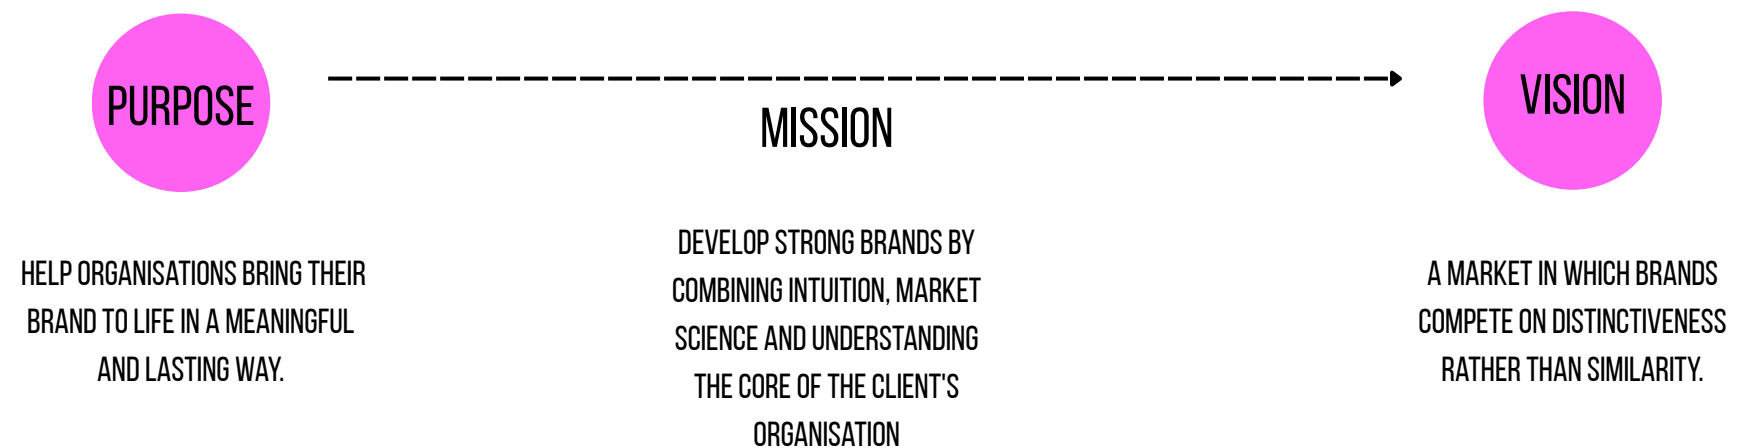 PURPOSE
HELP ORGANISATIONS BRING THEIR
BRAND TO LIFE IN A MEANINGFUL
AND LASTING WAY.
MISSION
DEVELOP STRONG BRANDS BY
COMBINING INTUITION, MARKET
SCIENCE AND UNDERSTANDING
THE CORE OF THE CLIENT'S
ORGANISATION
VISION
A MARKET IN WHICH BRANDS
COMPETE ON DISTINCTIVENESS
RATHER THAN SIMILARITY.